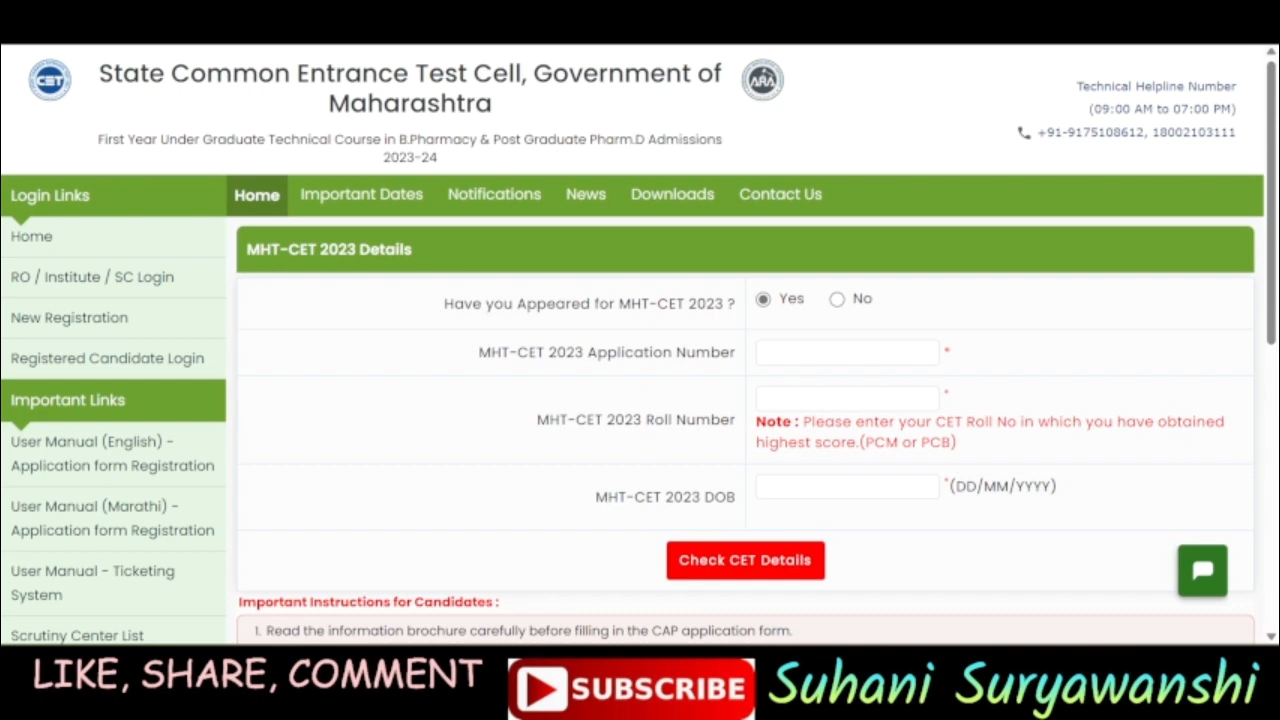 CET
State Common Entrance Test Cell, Government of
Maharashtra
ARA
First Year Under Graduate Technical Course in B.Pharmacy & Post Graduate Pharm.D Admissions
2023-24
Technical Helpline Number
(09:00 AM to 07:00 PM)
+91-9175108612, 18002103111
Login Links
Home
RO / Institute / SC Login
New Registration
Registered Candidate Login
Important Links
User Manual (English) -
Application form Registration
User Manual (Marathi) -
Application form Registration
User Manual - Ticketing
System
Scrutiny Center List
Home Important Dates Notifications News Downloads Contact Us
MHT-CET 2023 Details
Have you Appeared for MHT-CET 2023 ? Yes No
MHT-CET 2023 Application Number *
MHT-CET 2023 Roll Number *
Note : Please enter your CET Roll No in which you have obtained
highest score.(PCM or PCB)
MHT-CET 2023 DOB *(DD/MM/YYYY)
Check CET Details
Important Instructions for Candidates :
1. Read the information brochure carefully before filling in the CAP application form.
LIKE, SHARE, COMMENT
SUBSCRIBE
Suhani Suryawanshi